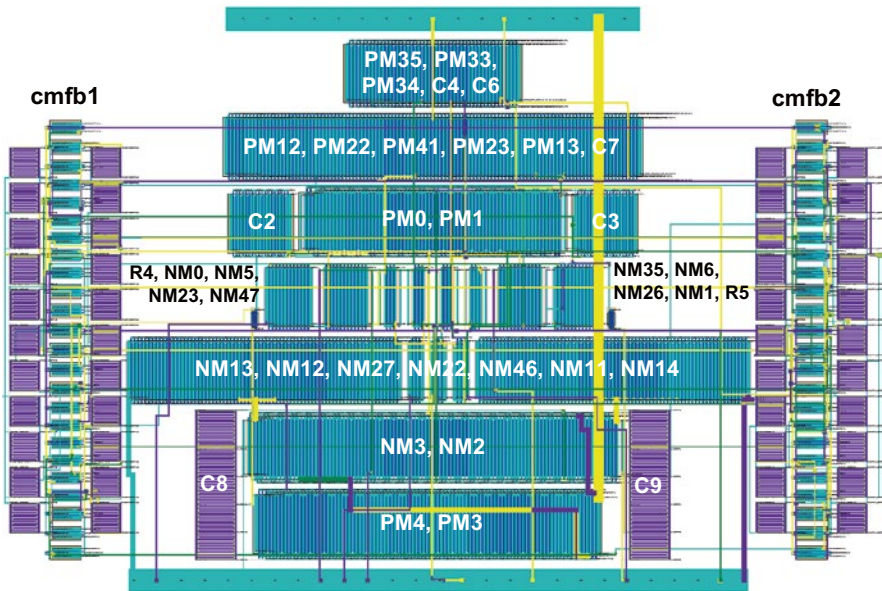 PM35, PM33,
PM34, C4, C6
cmfb1
cmfb2
PM12, PM22, PM41, PM23, PM13, C7
C2
PM0, PM1
C3
R4, NM0, NM5,
NM23, NM47
NM35, NM6,
NM26, NM1, R5
NM13, NM12, NM27, NM22, NM46, NM11, NM14
NM3, NM2
C8
C9
PM4, PM3